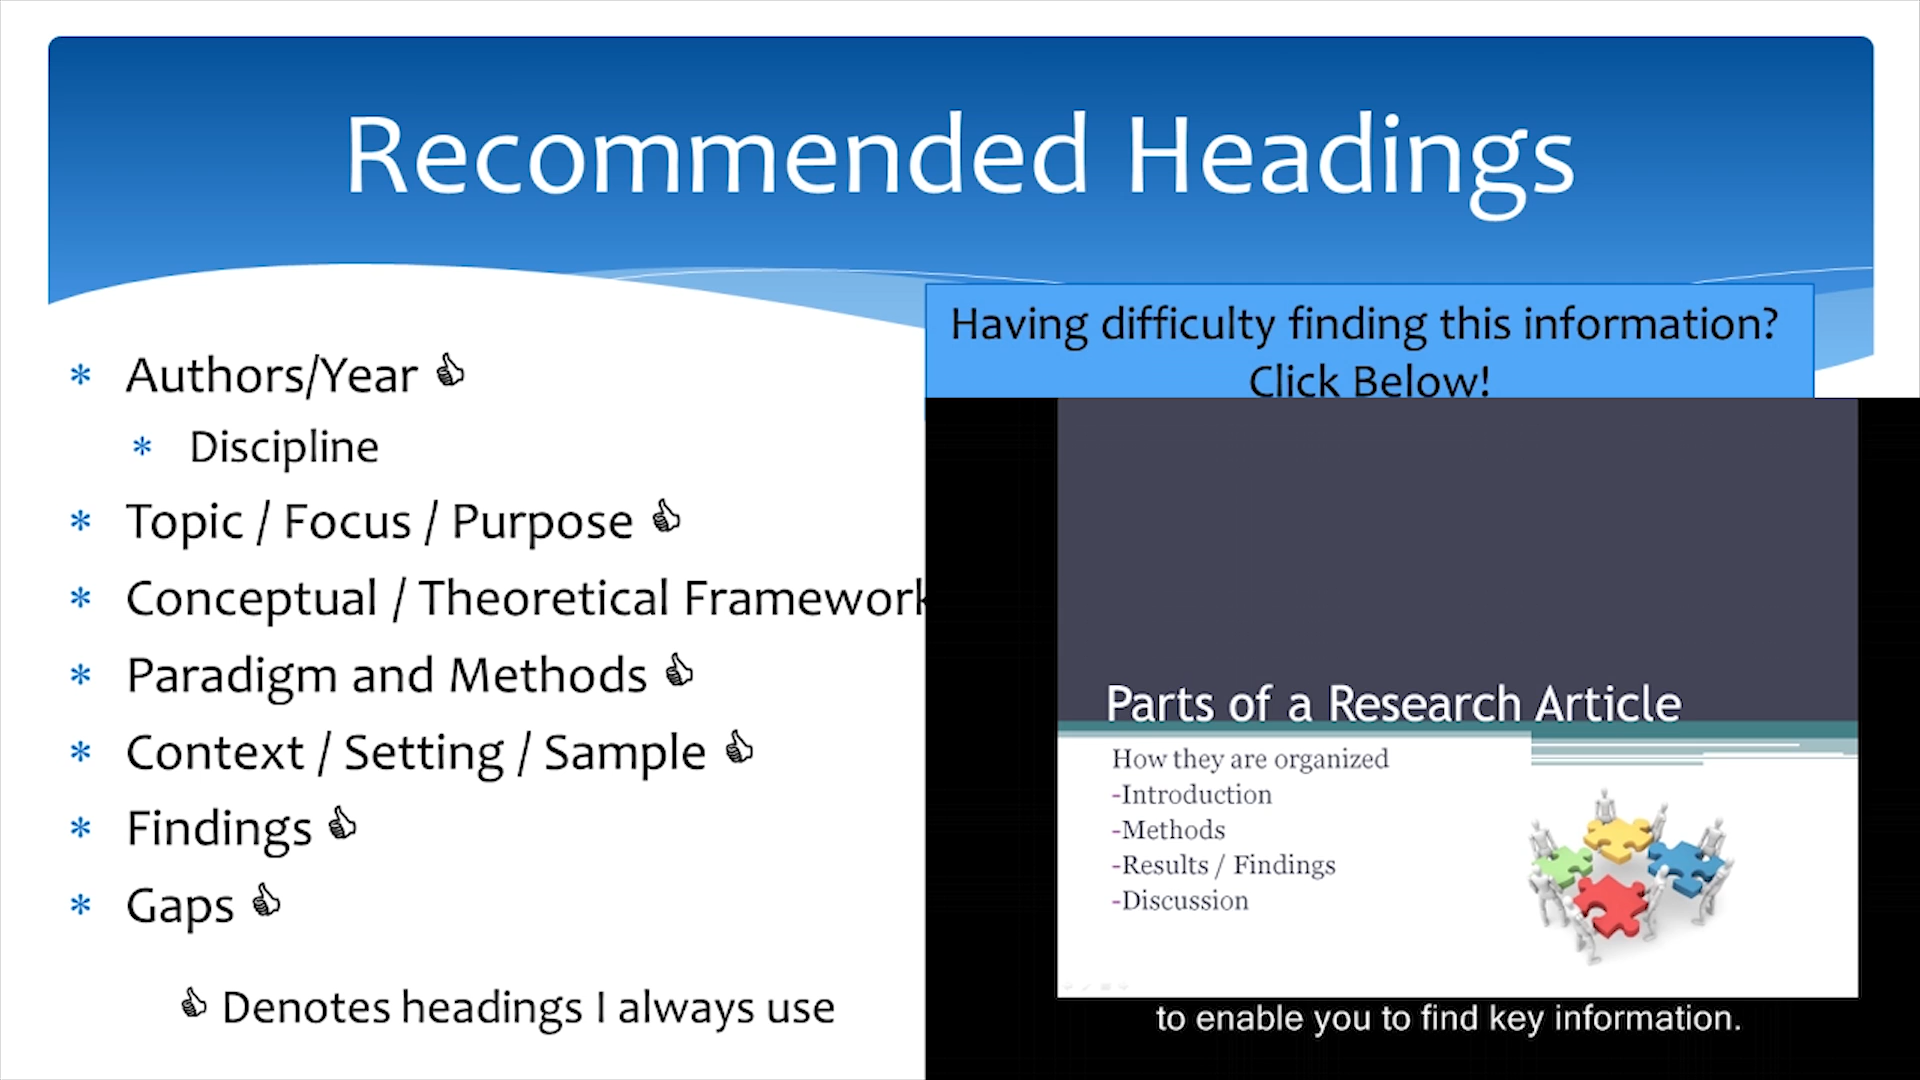 Recommended Headings
Having difficulty finding this information?
Click Below!
* Authors/Year 👍
* Discipline
* Topic / Focus / Purpose 👍
* Conceptual / Theoretical Framework
* Paradigm and Methods 👍
* Context / Setting / Sample 👍
* Findings 👍
* Gaps 👍
👍 Denotes headings I always use
Parts of a Research Article
How they are organized
-Introduction
-Methods
-Results / Findings
-Discussion
to enable you to find key information.